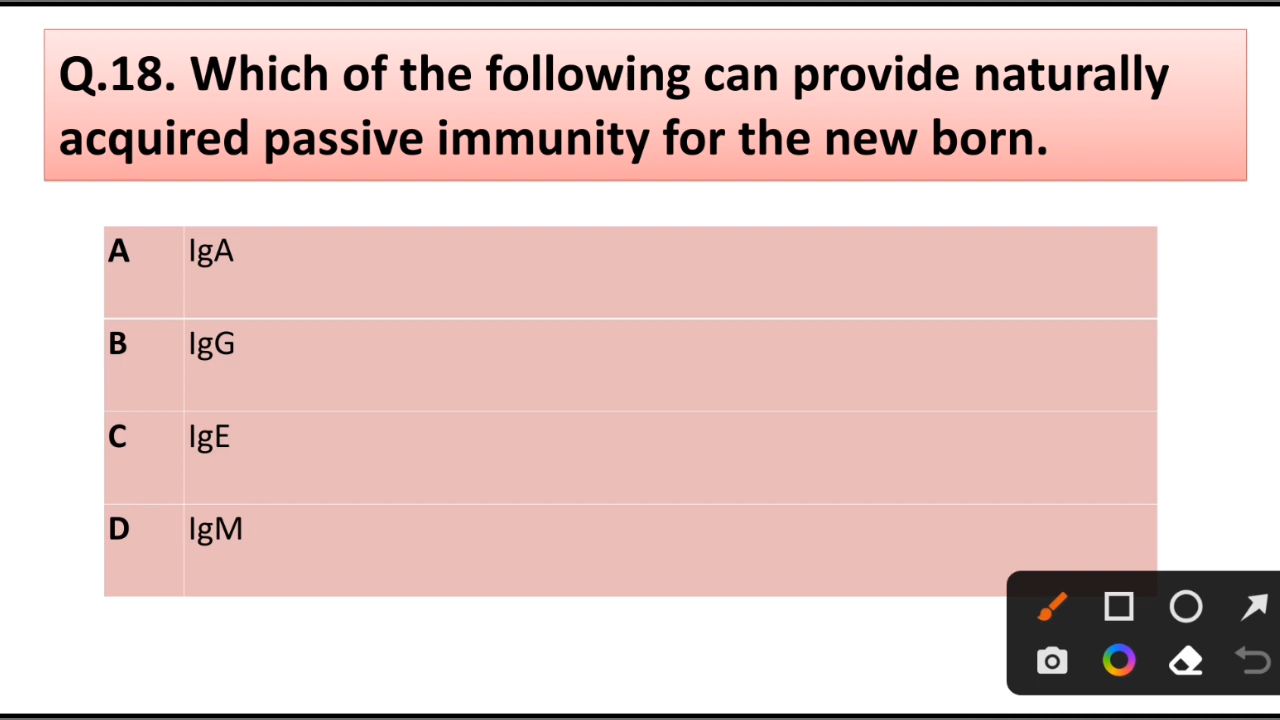 Q.18. Which of the following can provide naturally
acquired passive immunity for the new born.
A IgA
B IgG
C IgE
D IgM